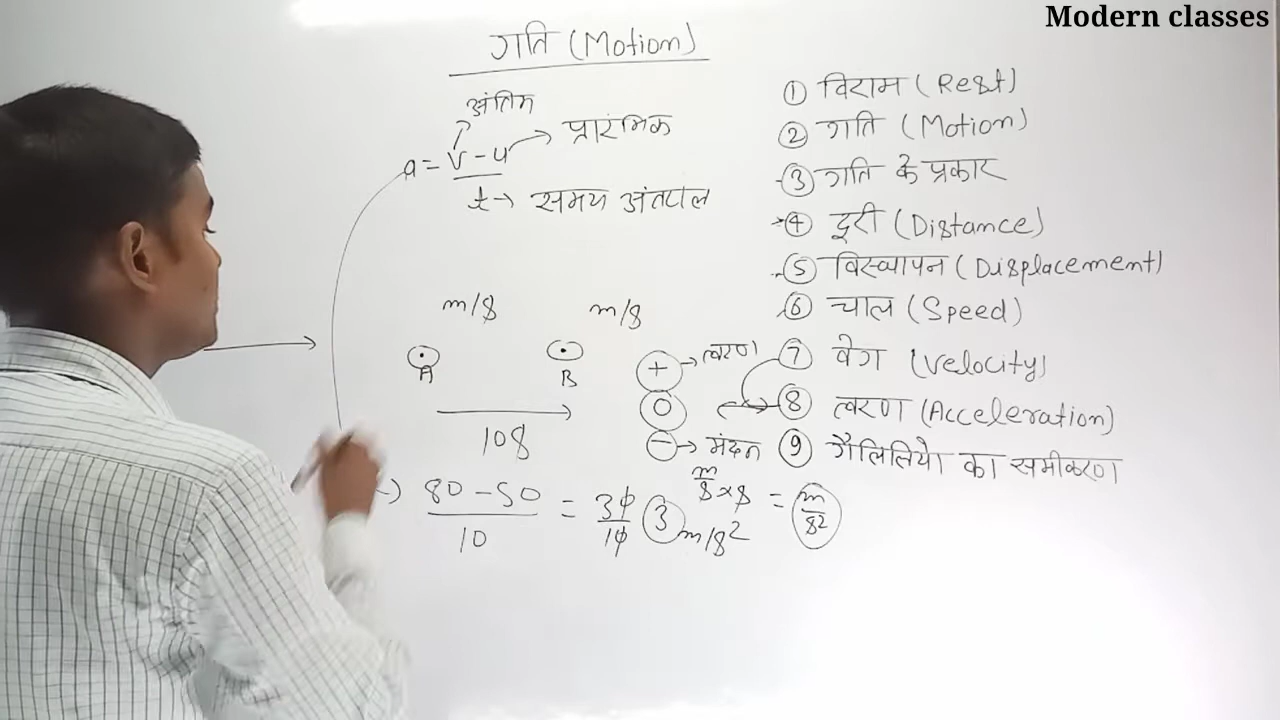 Modern classes
गति (Motion)
अंतिम
प्रारंभिक
a = v - u
t → समय अंतराल
m/s m/s
A B
10s
→ 80 - 50 = 30 3 m/s²
10 10
m/s × s = m/s²
+ → त्वरण
0
- → मंदन
1 विराम (Rest)
2 गति (Motion)
3 गति के प्रकार
4 दूरी (Distance)
5 विस्थापन (Displacement)
6 चाल (Speed)
7 वेग (Velocity)
8 त्वरण (Acceleration)
9 गैलिलियो का समीकरण